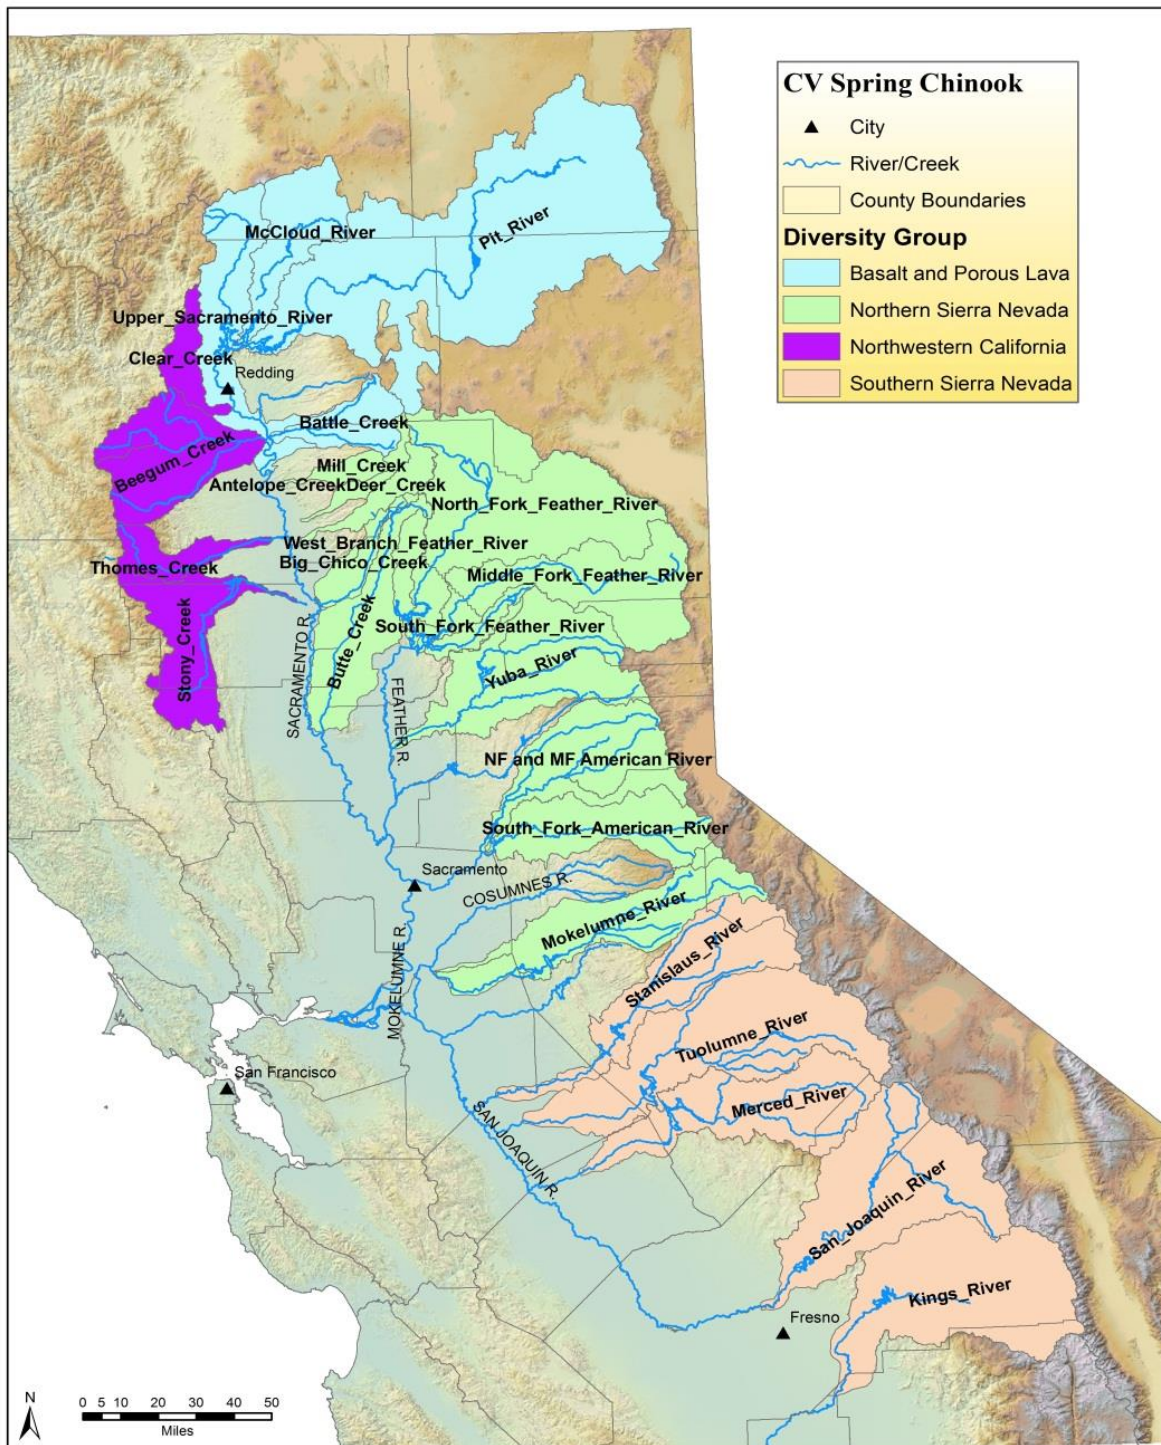 CV Spring Chinook
City
River/Creek
County Boundaries
Diversity Group
Basalt and Porous Lava
Northern Sierra Nevada
Northwestern California
Southern Sierra Nevada
McCloud_River
Pit_River
Upper_Sacramento_River
Clear_Creek
Redding
Battle_Creek
Beegum_Creek
Mill_Creek
Antelope_CreekDeer_Creek
North_Fork_Feather_River
West_Branch_Feather_River
Big_Chico_Creek
Thomes_Creek
Middle_Fork_Feather_River
Stony_Creek
SACRAMENTO R.
Butte_Creek
South_Fork_Feather_River
FEATHER R.
Yuba_River
NF and MF American River
South_Fork_American_River
Sacramento
COSUMNES R.
MOKELUMNE R.
Mokelumne_River
Stanislaus_River
Tuolumne_River
San Francisco
Merced_River
SAN JOAQUIN R.
San_Joaquin_River
Kings_River
Fresno
N
0 5 10 20 30 40 50
Miles